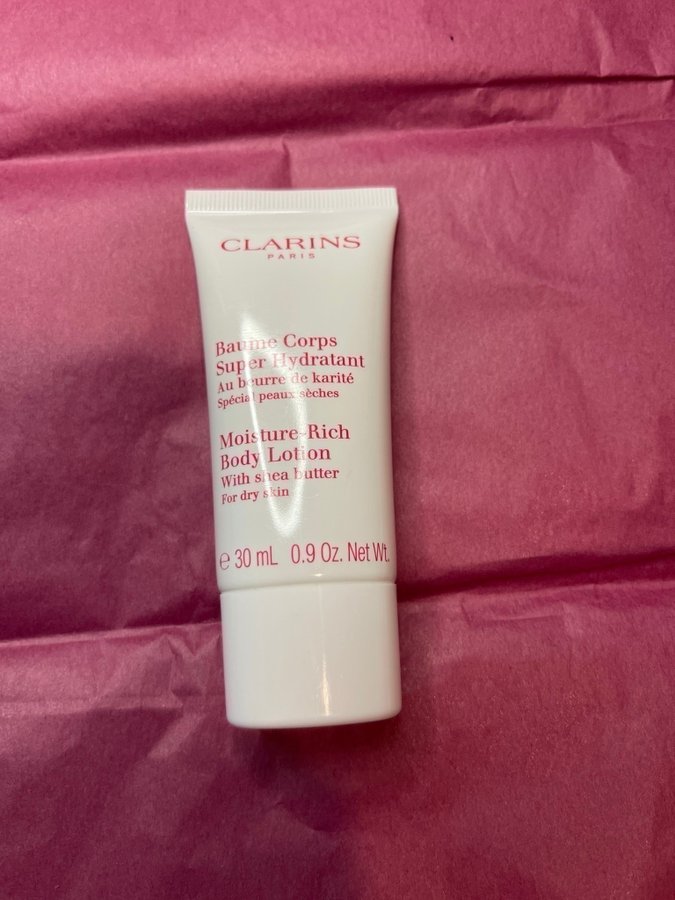 CLARINS
PARIS
Baume Corps
Super Hydratant
Au beurre de karité
Spécial peaux sèches
Moisture-Rich
Body Lotion
With shea butter
For dry skin
℮ 30 mL 0.9 Oz. Net Wt.